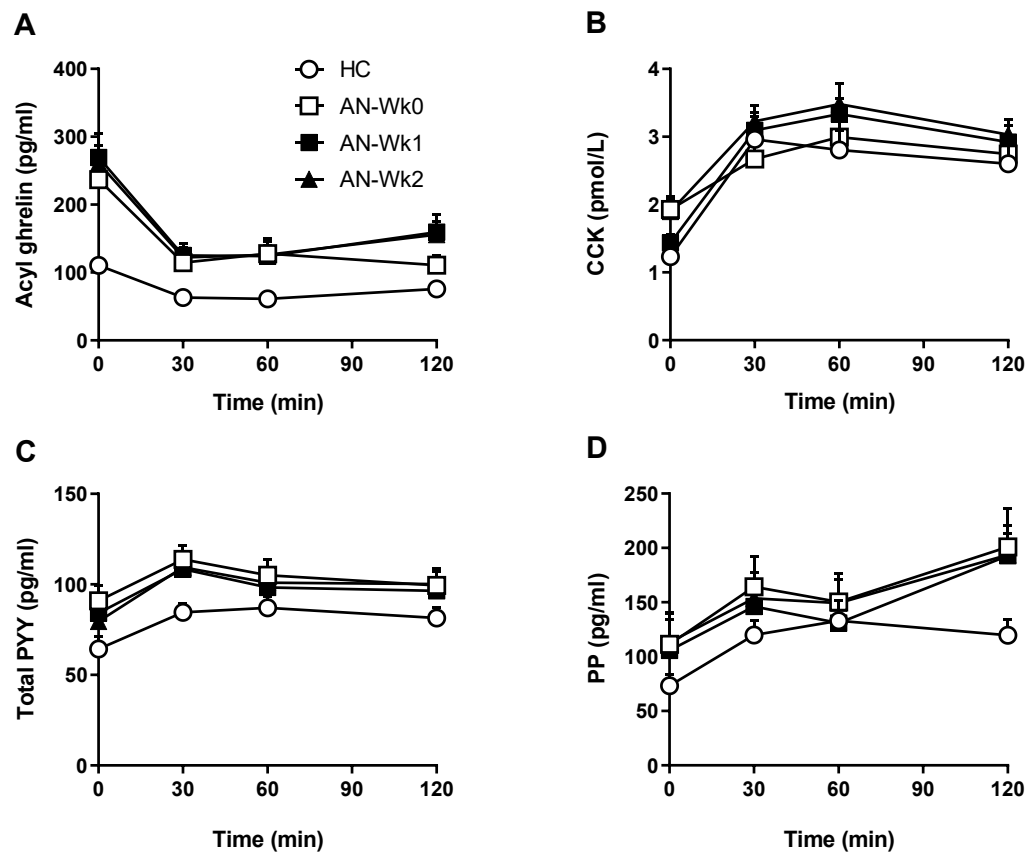 A
Acyl ghrelin (pg/ml)
400
300
200
100
0
0 30 60 90 120
Time (min)
HC
AN-Wk0
AN-Wk1
AN-Wk2
B
CCK (pmol/L)
4
3
2
1
0
0 30 60 90 120
Time (min)
C
Total PYY (pg/ml)
150
100
50
0
0 30 60 90 120
Time (min)
D
PP (pg/ml)
250
200
150
100
50
0
0 30 60 90 120
Time (min)